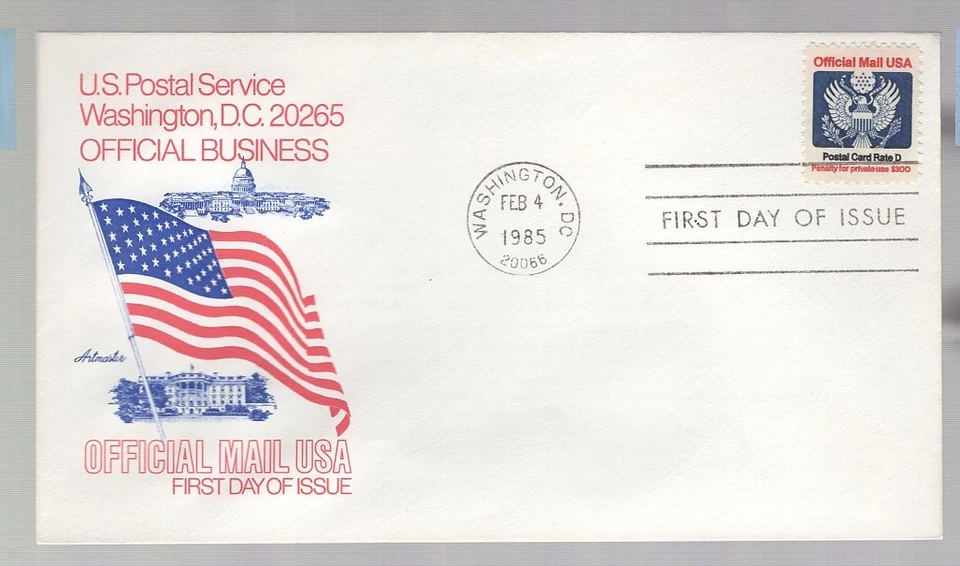 U.S. Postal Service
Washington, D.C. 20265
OFFICIAL BUSINESS
Artmaster
OFFICIAL MAIL USA
FIRST DAY OF ISSUE
WASHINGTON, DC
FEB 4
1985
20066
FIRST DAY OF ISSUE
Official Mail USA
Postal Card Rate D
Penalty for private use $300